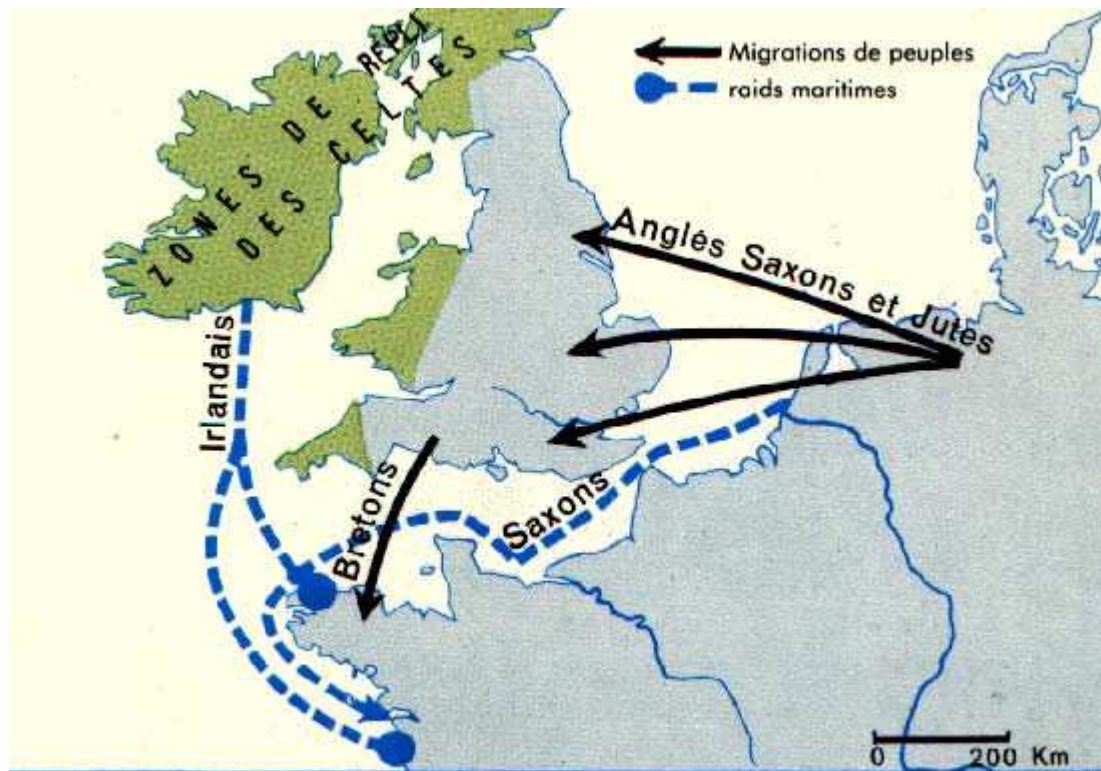 ZONES DE REPLI
DES CELTES
Migrations de peuples
raids maritimes
Anglés Saxons et Jutes
Irlandais
Bretons
Saxons
0 200 Km